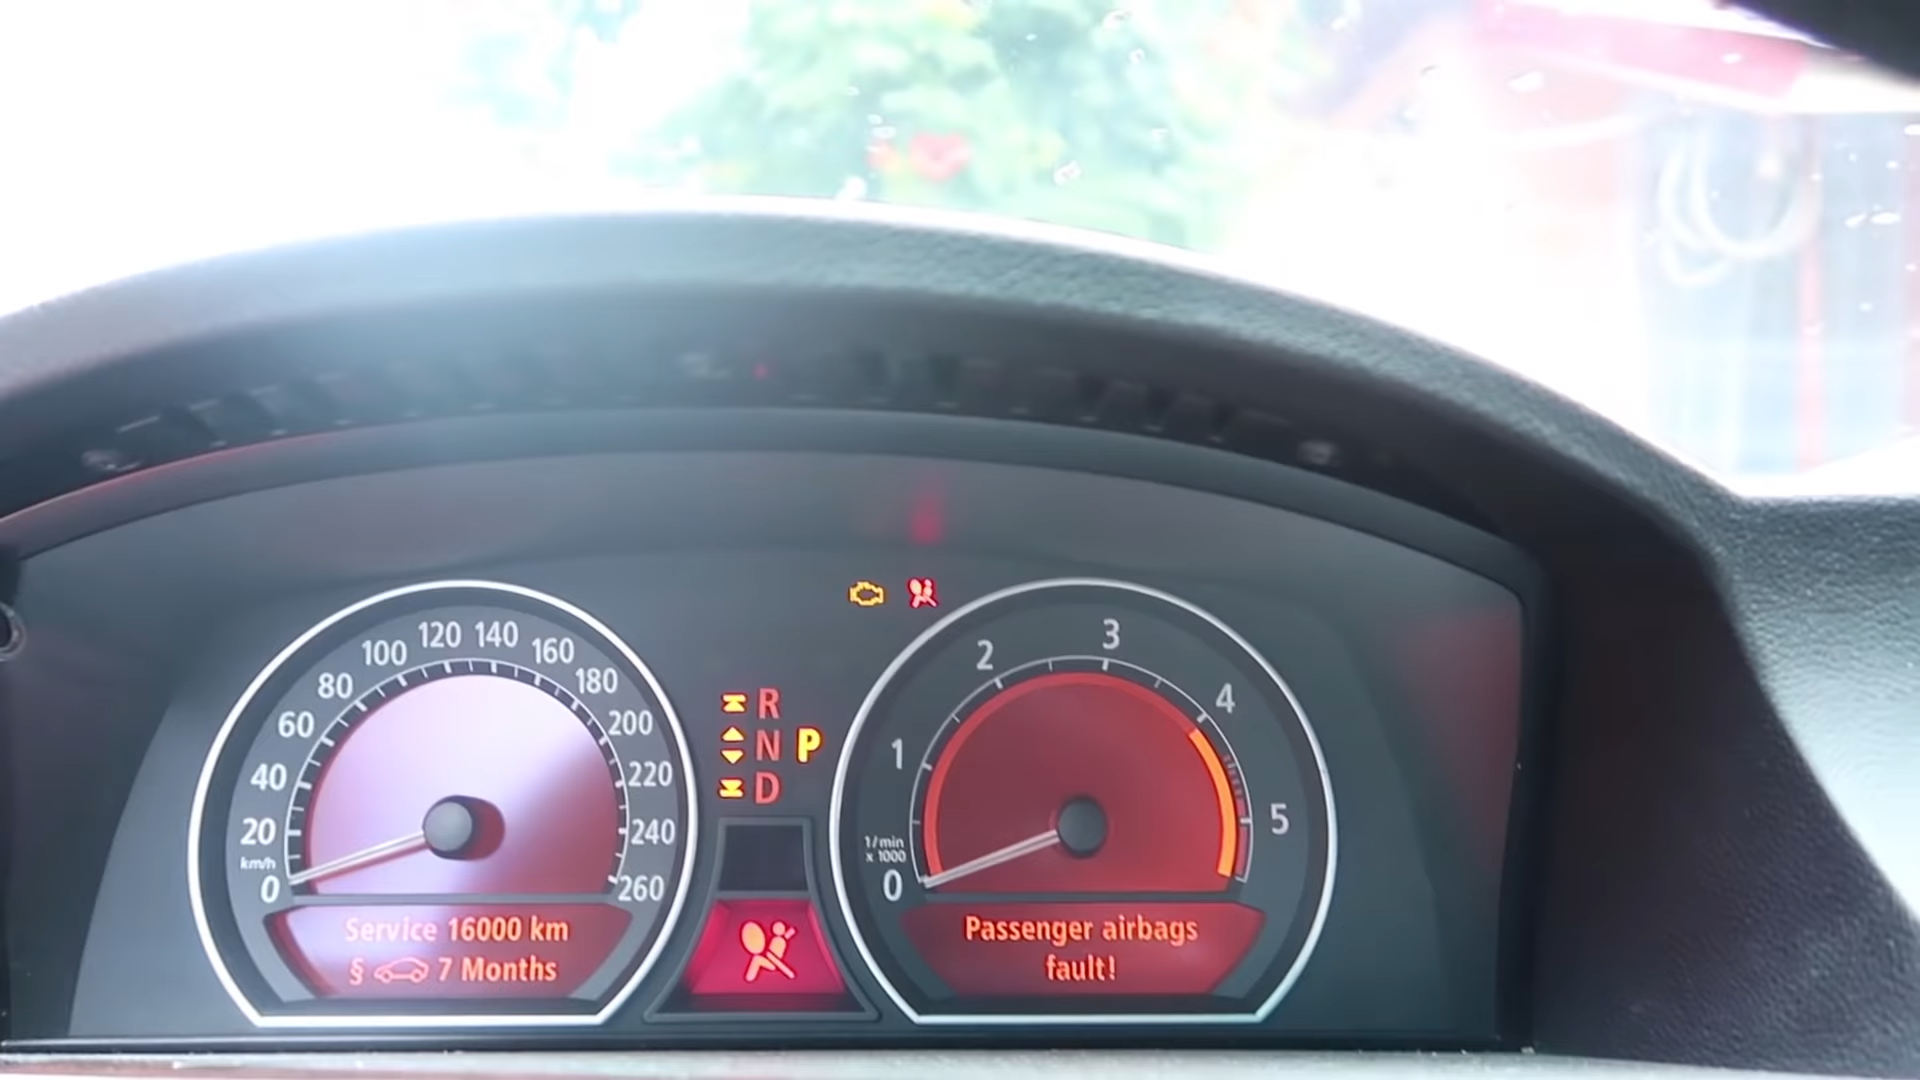 0
20
40
60
80
100
120
140
160
180
200
220
240
260
km/h
Service 16000 km
§ 7 Months
R
N P
D
0
1
2
3
4
5
1/min
x 1000
Passenger airbags
fault!